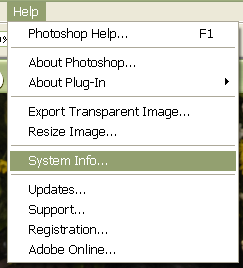 Help
Photoshop Help... F1
About Photoshop...
About Plug-In
Export Transparent Image...
Resize Image...
System Info...
Updates...
Support...
Registration...
Adobe Online...